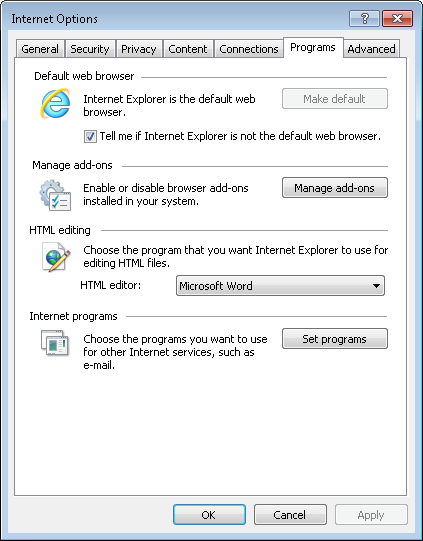 Internet Options
?
General Security Privacy Content Connections Programs Advanced
Default web browser
Internet Explorer is the default web
browser.
Make default
Tell me if Internet Explorer is not the default web browser.
Manage add-ons
Enable or disable browser add-ons
installed in your system.
Manage add-ons
HTML editing
Choose the program that you want Internet Explorer to use for
editing HTML files.
HTML editor: Microsoft Word
Internet programs
Choose the programs you want to use
for other Internet services, such as
e-mail.
Set programs
OK Cancel Apply